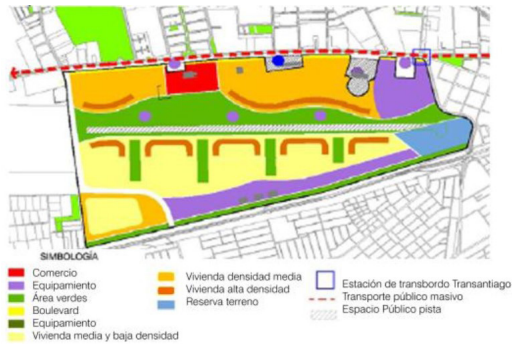 SIMBOLOGÍA
Comercio
Equipamiento
Área verdes
Boulevard
Equipamiento
Vivienda media y baja densidad
Vivienda densidad media
Vivienda alta densidad
Reserva terreno
Estación de transbordo Transantiago
Transporte público masivo
Espacio Público pista